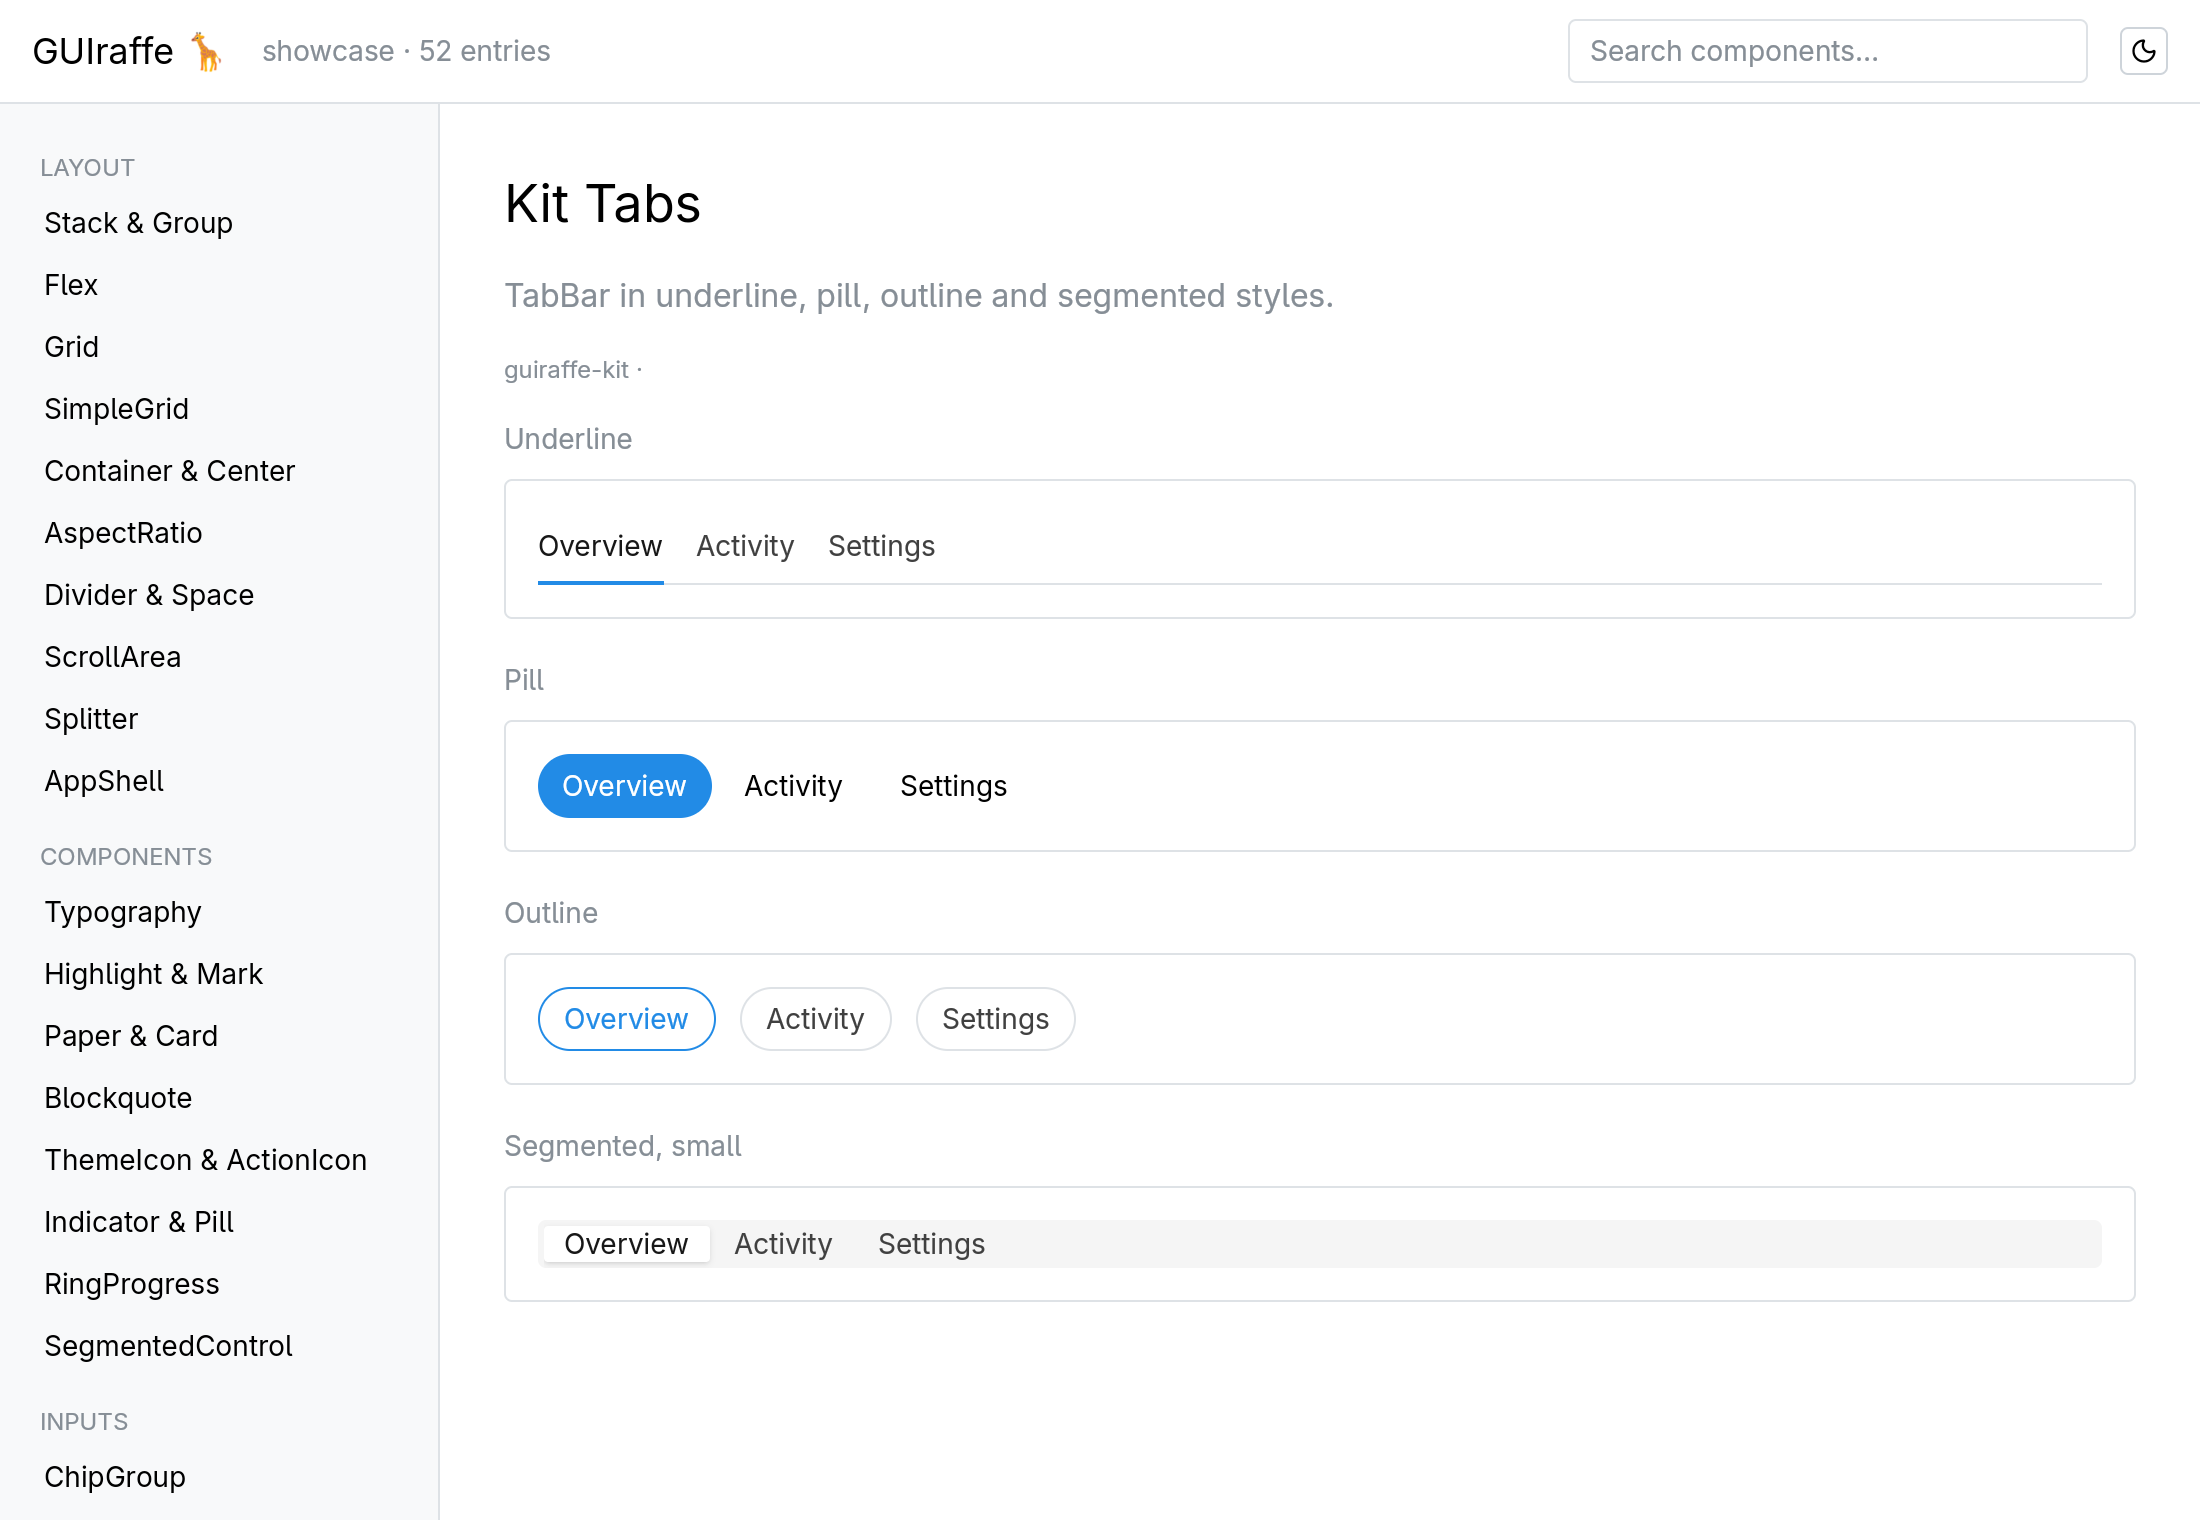 GUIraffe 🦒 showcase · 52 entries
Search components...
LAYOUT
Stack & Group
Flex
Grid
SimpleGrid
Container & Center
AspectRatio
Divider & Space
ScrollArea
Splitter
AppShell
COMPONENTS
Typography
Highlight & Mark
Paper & Card
Blockquote
ThemeIcon & ActionIcon
Indicator & Pill
RingProgress
SegmentedControl
INPUTS
ChipGroup
Kit Tabs
TabBar in underline, pill, outline and segmented styles.
guiraffe-kit ·
Underline
Overview Activity Settings
Pill
Overview Activity Settings
Outline
Overview Activity Settings
Segmented, small
Overview Activity Settings